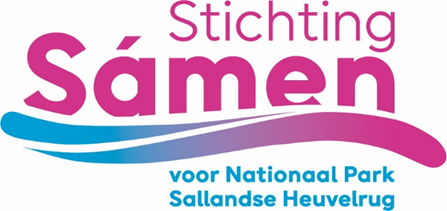 Stichting
Sámen
voor Nationaal Park
Sallandse Heuvelrug